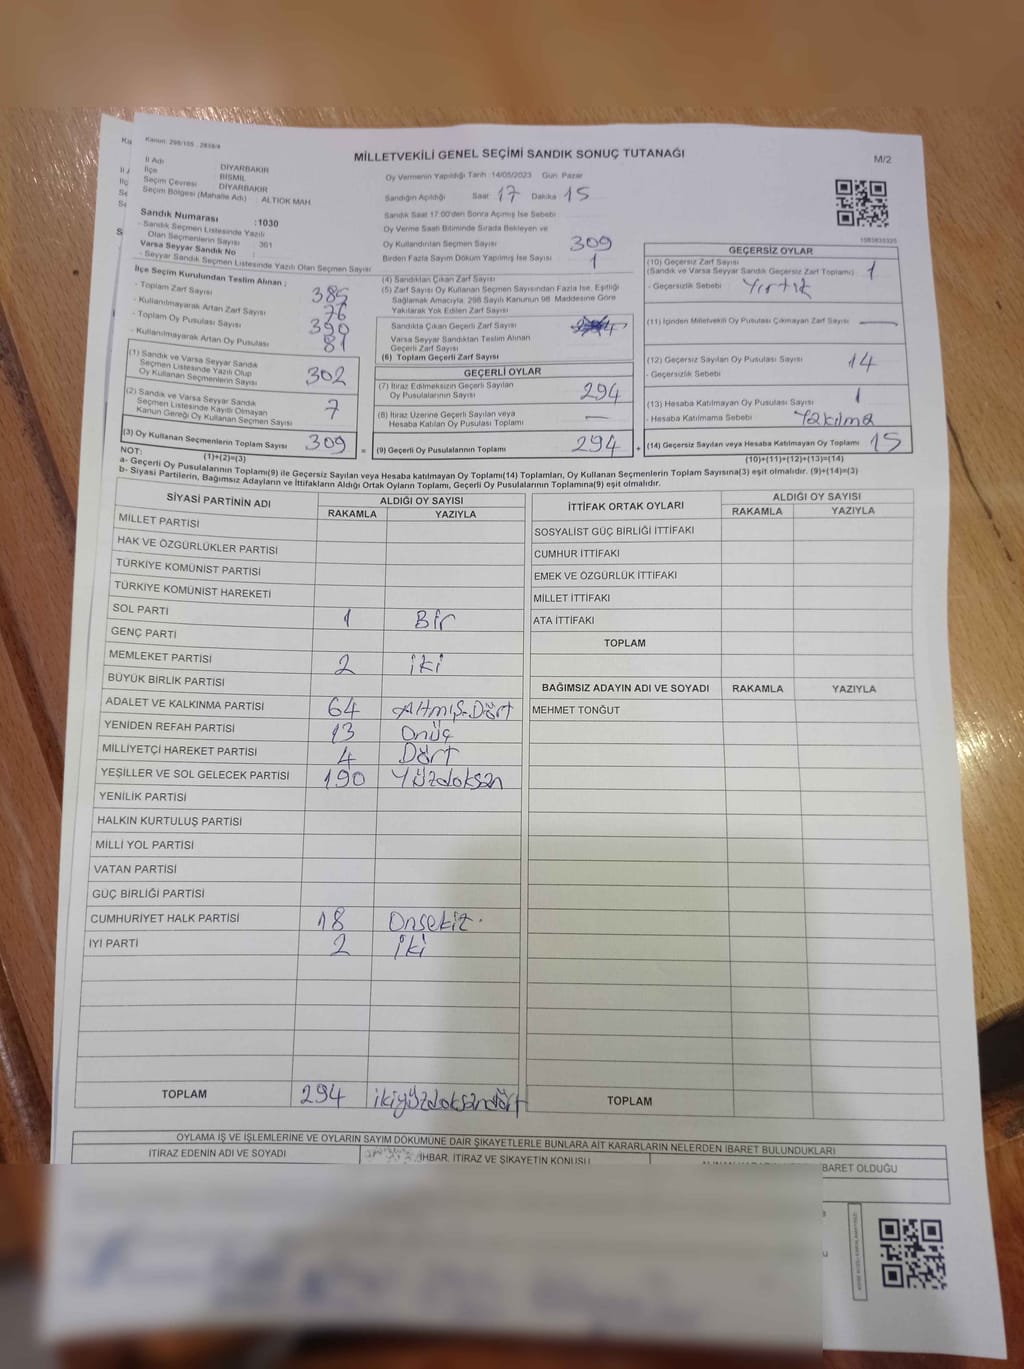 Kanun: 298/105 , 2839/4
MİLLETVEKİLİ GENEL SEÇİMİ SANDIK SONUÇ TUTANAĞI
M/2
İl Adı DİYARBAKIR
İlçe BİSMİL
Seçim Çevresi DİYARBAKIR
Seçim Bölgesi (Mahalle Adı) ALTIOK MAH
Sandık Numarası :1030
- Sandık Seçmen Listesinde Yazılı
Olan Seçmenlerin Sayısı : 361
Varsa Seyyar Sandık No
- Seyyar Sandık Seçmen Listesinde Yazılı Olan Seçmen Sayısı
Oy Vermenin Yapıldığı Tarih :14/05/2023 Gün: Pazar
Sandığın Açıldığı Saat 17 Dakika 15
Sandık Saat 17:00'den Sonra Açımış İse Sebebi
Oy Verme Saati Bitiminde Sırada Bekleyen ve
Oy Kullandırılan Seçmen Sayısı 309
Birden Fazla Sayım Döküm Yapılmış İse Sayısı 1
İlçe Seçim Kurulundan Teslim Alınan ;
- Toplam Zarf Sayısı 385
- Kullanılmayarak Artan Zarf Sayısı 76
- Toplam Oy Pusulası Sayısı 390
- Kullanılmayarak Artan Oy Pusulası 81
(1) Sandık ve Varsa Seyyar Sandık
Seçmen Listesinde Yazılı Olup
Oy Kullanan Seçmenlerin Sayısı 302
(2) Sandık ve Varsa Seyyar Sandık
Seçmen Listesinde Kayıtlı Olmayan
Kanun Gereği Oy Kullanan Seçmen Sayısı 7
(3) Oy Kullanan Seçmenlerin Toplam Sayısı 309
(1)+(2)=(3)
(4) Sandıktan Çıkan Zarf Sayısı
(5) Zarf Sayısı Oy Kullanan Seçmen Sayısından Fazla İse, Eşitliği
Sağlamak Amacıyla, 298 Sayılı Kanunun 98. Maddesine Göre
Yakılarak Yok Edilen Zarf Sayısı
Sandıkta Çıkan Geçerli Zarf Sayısı
Varsa Seyyar Sandıktan Teslim Alınan
Geçerli Zarf Sayısı
(6) Toplam Geçerli Zarf Sayısı
GEÇERLİ OYLAR
(7) İtiraz Edilmeksizin Geçerli Sayılan
Oy Pusulalarının Sayısı 294
(8) İtiraz Üzerine Geçerli Sayılan veya
Hesaba Katılan Oy Pusulası Toplamı —
= (9) Geçerli Oy Pusulalarının Toplamı 294 +
GEÇERSİZ OYLAR
(10) Geçersiz Zarf Sayısı
(Sandık ve Varsa Seyyar Sandık Geçersiz Zarf Toplamı) 1
- Geçersizlik Sebebi Yırtık
(11) İçinden Milletvekili Oy Pusulası Çıkmayan Zarf Sayısı —
(12) Geçersiz Sayılan Oy Pusulası Sayısı 14
- Geçersizlik Sebebi
(13) Hesaba Katılmayan Oy Pusulası Sayısı 1
- Hesaba Katılmama Sebebi Yakılma
(14) Geçersiz Sayılan veya Hesaba Katılmayan Oy Toplamı 15
(10)+(11)+(12)+(13)=(14)
NOT:
a- Geçerli Oy Pusulalarının Toplamı(9) ile Geçersiz Sayılan veya Hesaba katılmayan Oy Toplamı(14) Toplamları, Oy Kullanan Seçmenlerin Toplam Sayısına(3) eşit olmalıdır. (9)+(14)=(3)
b- Siyasi Partilerin, Bağımsız Adayların ve İttifakların Aldığı Ortak Oyların Toplamı, Geçerli Oy Pusulalarının Toplamına(9) eşit olmalıdır.
SİYASİ PARTİNİN ADI ALDIĞI OY SAYISI
RAKAMLA YAZIYLA
MİLLET PARTİSİ
HAK VE ÖZGÜRLÜKLER PARTİSİ
TÜRKİYE KOMÜNİST PARTİSİ
TÜRKİYE KOMÜNİST HAREKETİ
SOL PARTİ 1 Bir
GENÇ PARTİ
MEMLEKET PARTİSİ 2 iki
BÜYÜK BİRLİK PARTİSİ
ADALET VE KALKINMA PARTİSİ 64 Altmış.Dört
YENİDEN REFAH PARTİSİ 13 Onüç
MİLLİYETÇİ HAREKET PARTİSİ 4 Dört
YEŞİLLER VE SOL GELECEK PARTİSİ 190 Yüzdoksan
YENİLİK PARTİSİ
HALKIN KURTULUŞ PARTİSİ
MİLLİ YOL PARTİSİ
VATAN PARTİSİ
GÜÇ BİRLİĞİ PARTİSİ
CUMHURİYET HALK PARTİSİ 18 Onsekiz.
İYİ PARTİ 2 iki
TOPLAM 294 ikiyüzdoksandört
İTTİFAK ORTAK OYLARI ALDIĞI OY SAYISI
RAKAMLA YAZIYLA
SOSYALİST GÜÇ BİRLİĞİ İTTİFAKI
CUMHUR İTTİFAKI
EMEK VE ÖZGÜRLÜK İTTİFAKI
MİLLET İTTİFAKI
ATA İTTİFAKI
TOPLAM
BAĞIMSIZ ADAYIN ADI VE SOYADI RAKAMLA YAZIYLA
MEHMET TONĞUT
TOPLAM
OYLAMA İŞ VE İŞLEMLERİNE VE OYLARIN SAYIM DÖKÜMÜNE DAİR ŞİKAYETLERLE BUNLARA AİT KARARLARIN NELERDEN İBARET BULUNDUKLARI
İTİRAZ EDENİN ADI VE SOYADI
İHBAR, İTİRAZ VE ŞİKAYETİN KONUSU
BARET OLDUĞU